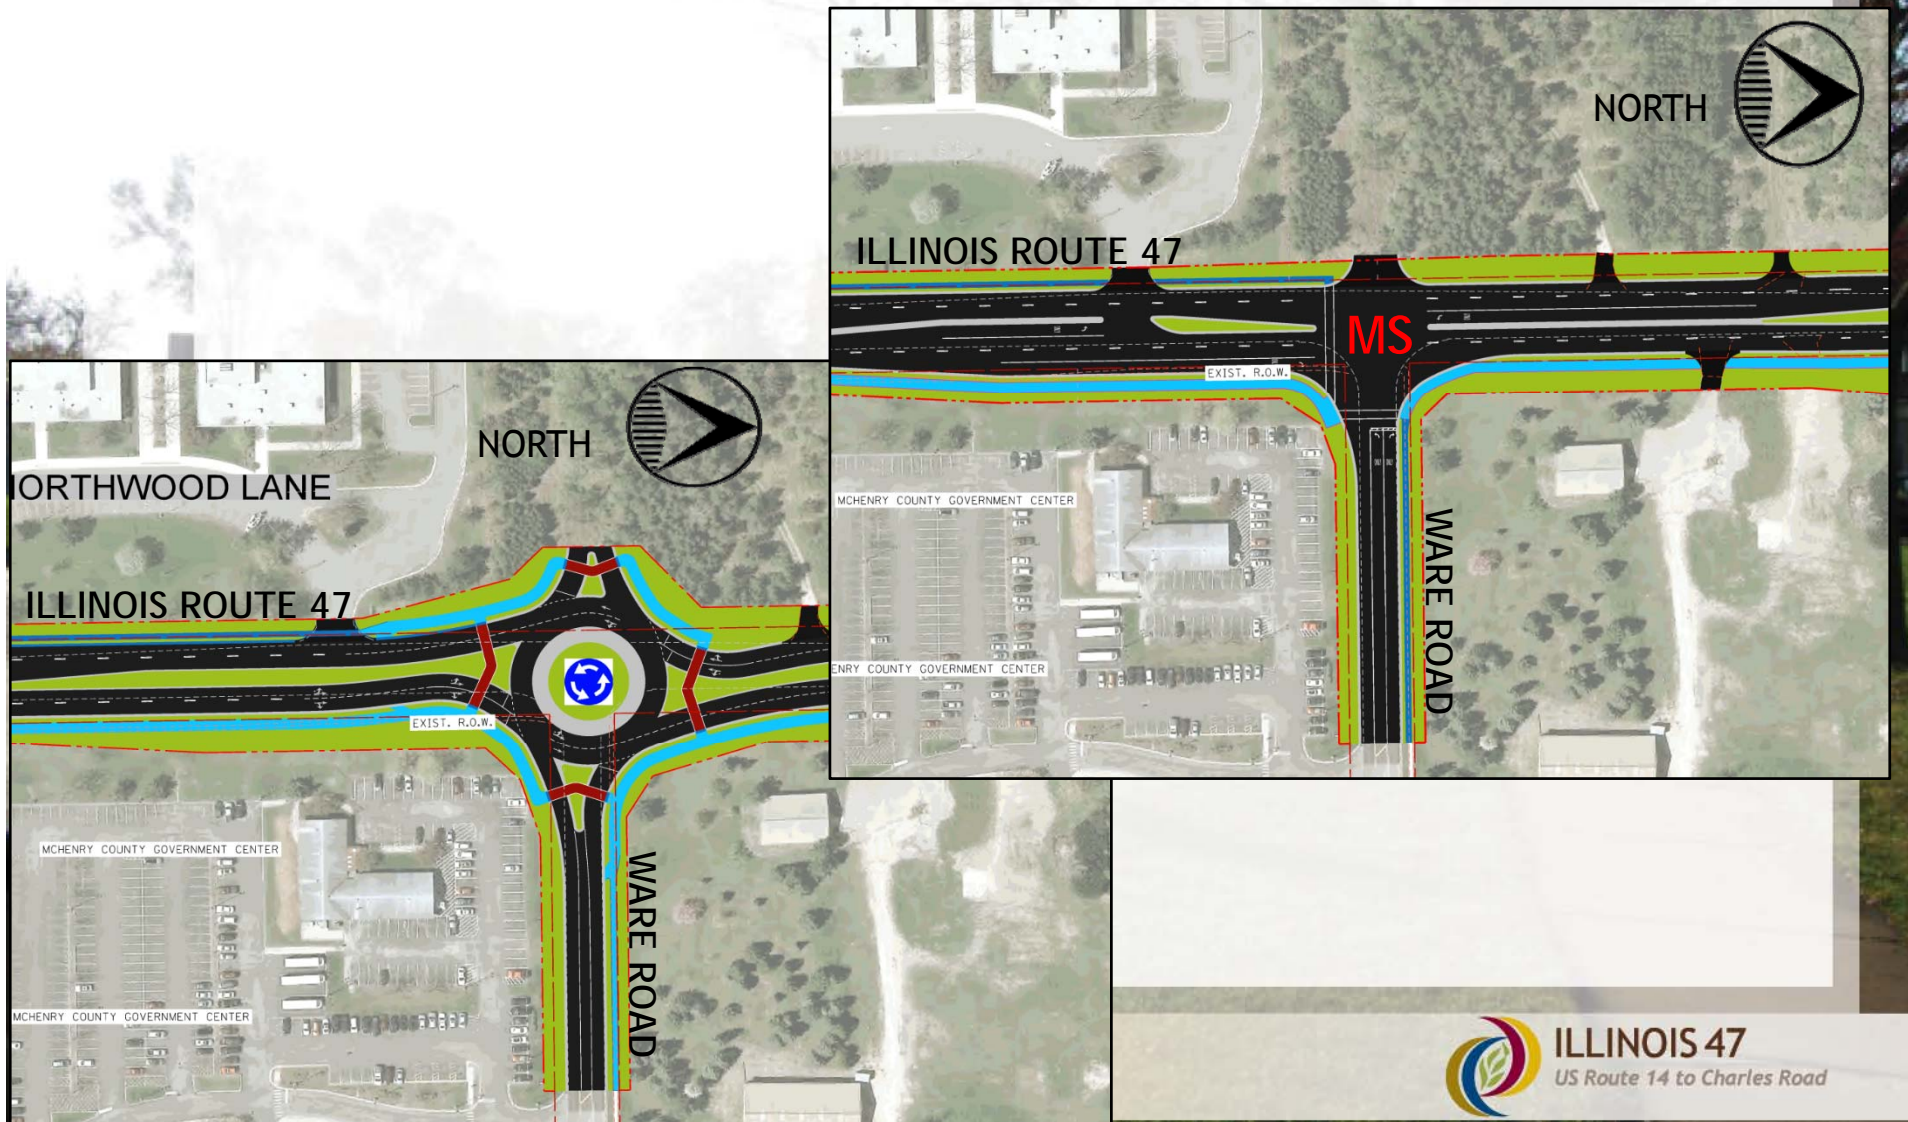 NORTH
ILLINOIS ROUTE 47
MS
EXIST. R.O.W.
MCHENRY COUNTY GOVERNMENT CENTER
ENRY COUNTY GOVERNMENT CENTER
WARE ROAD
NORTH
IORTHWOOD LANE
ILLINOIS ROUTE 47
EXIST. R.O.W.
MCHENRY COUNTY GOVERNMENT CENTER
MCHENRY COUNTY GOVERNMENT CENTER
WARE ROAD
ILLINOIS 47
US Route 14 to Charles Road